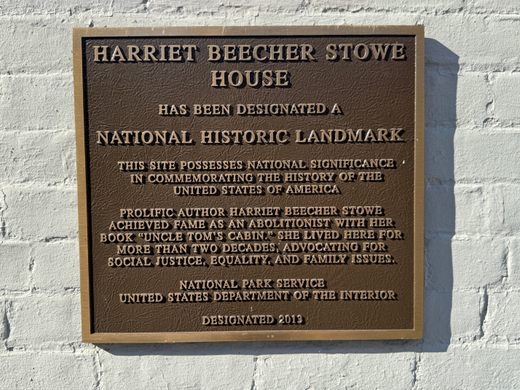 HARRIET BEECHER STOWE
HOUSE
HAS BEEN DESIGNATED A
NATIONAL HISTORIC LANDMARK
THIS SITE POSSESSES NATIONAL SIGNIFICANCE
IN COMMEMORATING THE HISTORY OF THE
UNITED STATES OF AMERICA
PROLIFIC AUTHOR HARRIET BEECHER STOWE
ACHIEVED FAME AS AN ABOLITIONIST WITH HER
BOOK "UNCLE TOM'S CABIN." SHE LIVED HERE FOR
MORE THAN TWO DECADES, ADVOCATING FOR
SOCIAL JUSTICE, EQUALITY, AND FAMILY ISSUES.
NATIONAL PARK SERVICE
UNITED STATES DEPARTMENT OF THE INTERIOR
DESIGNATED 2013